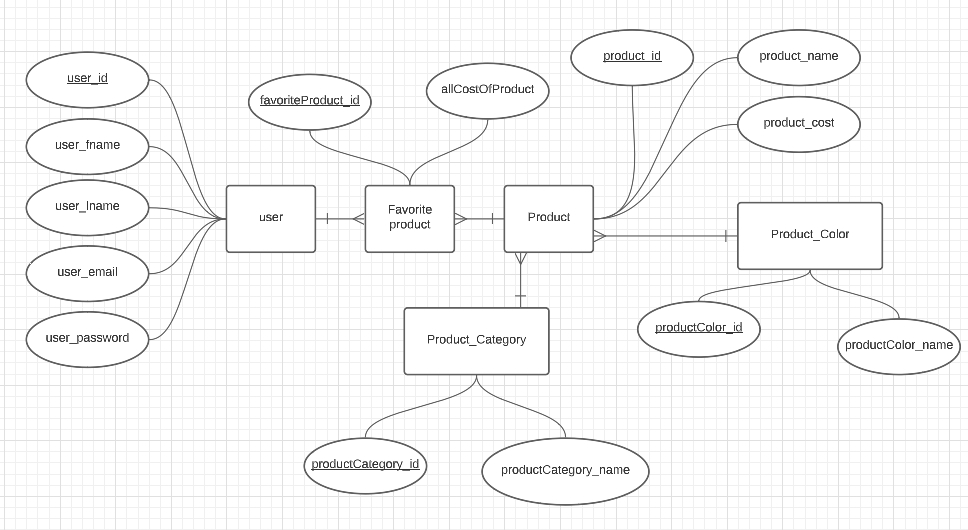 product_id
product_name
user_id
allCostOfProduct
favoriteProduct_id
product_cost
user_fname
user_lname
user
Favorite
product
Product
Product_Color
user_email
productColor_id
user_password
Product_Category
productColor_name
productCategory_id
productCategory_name